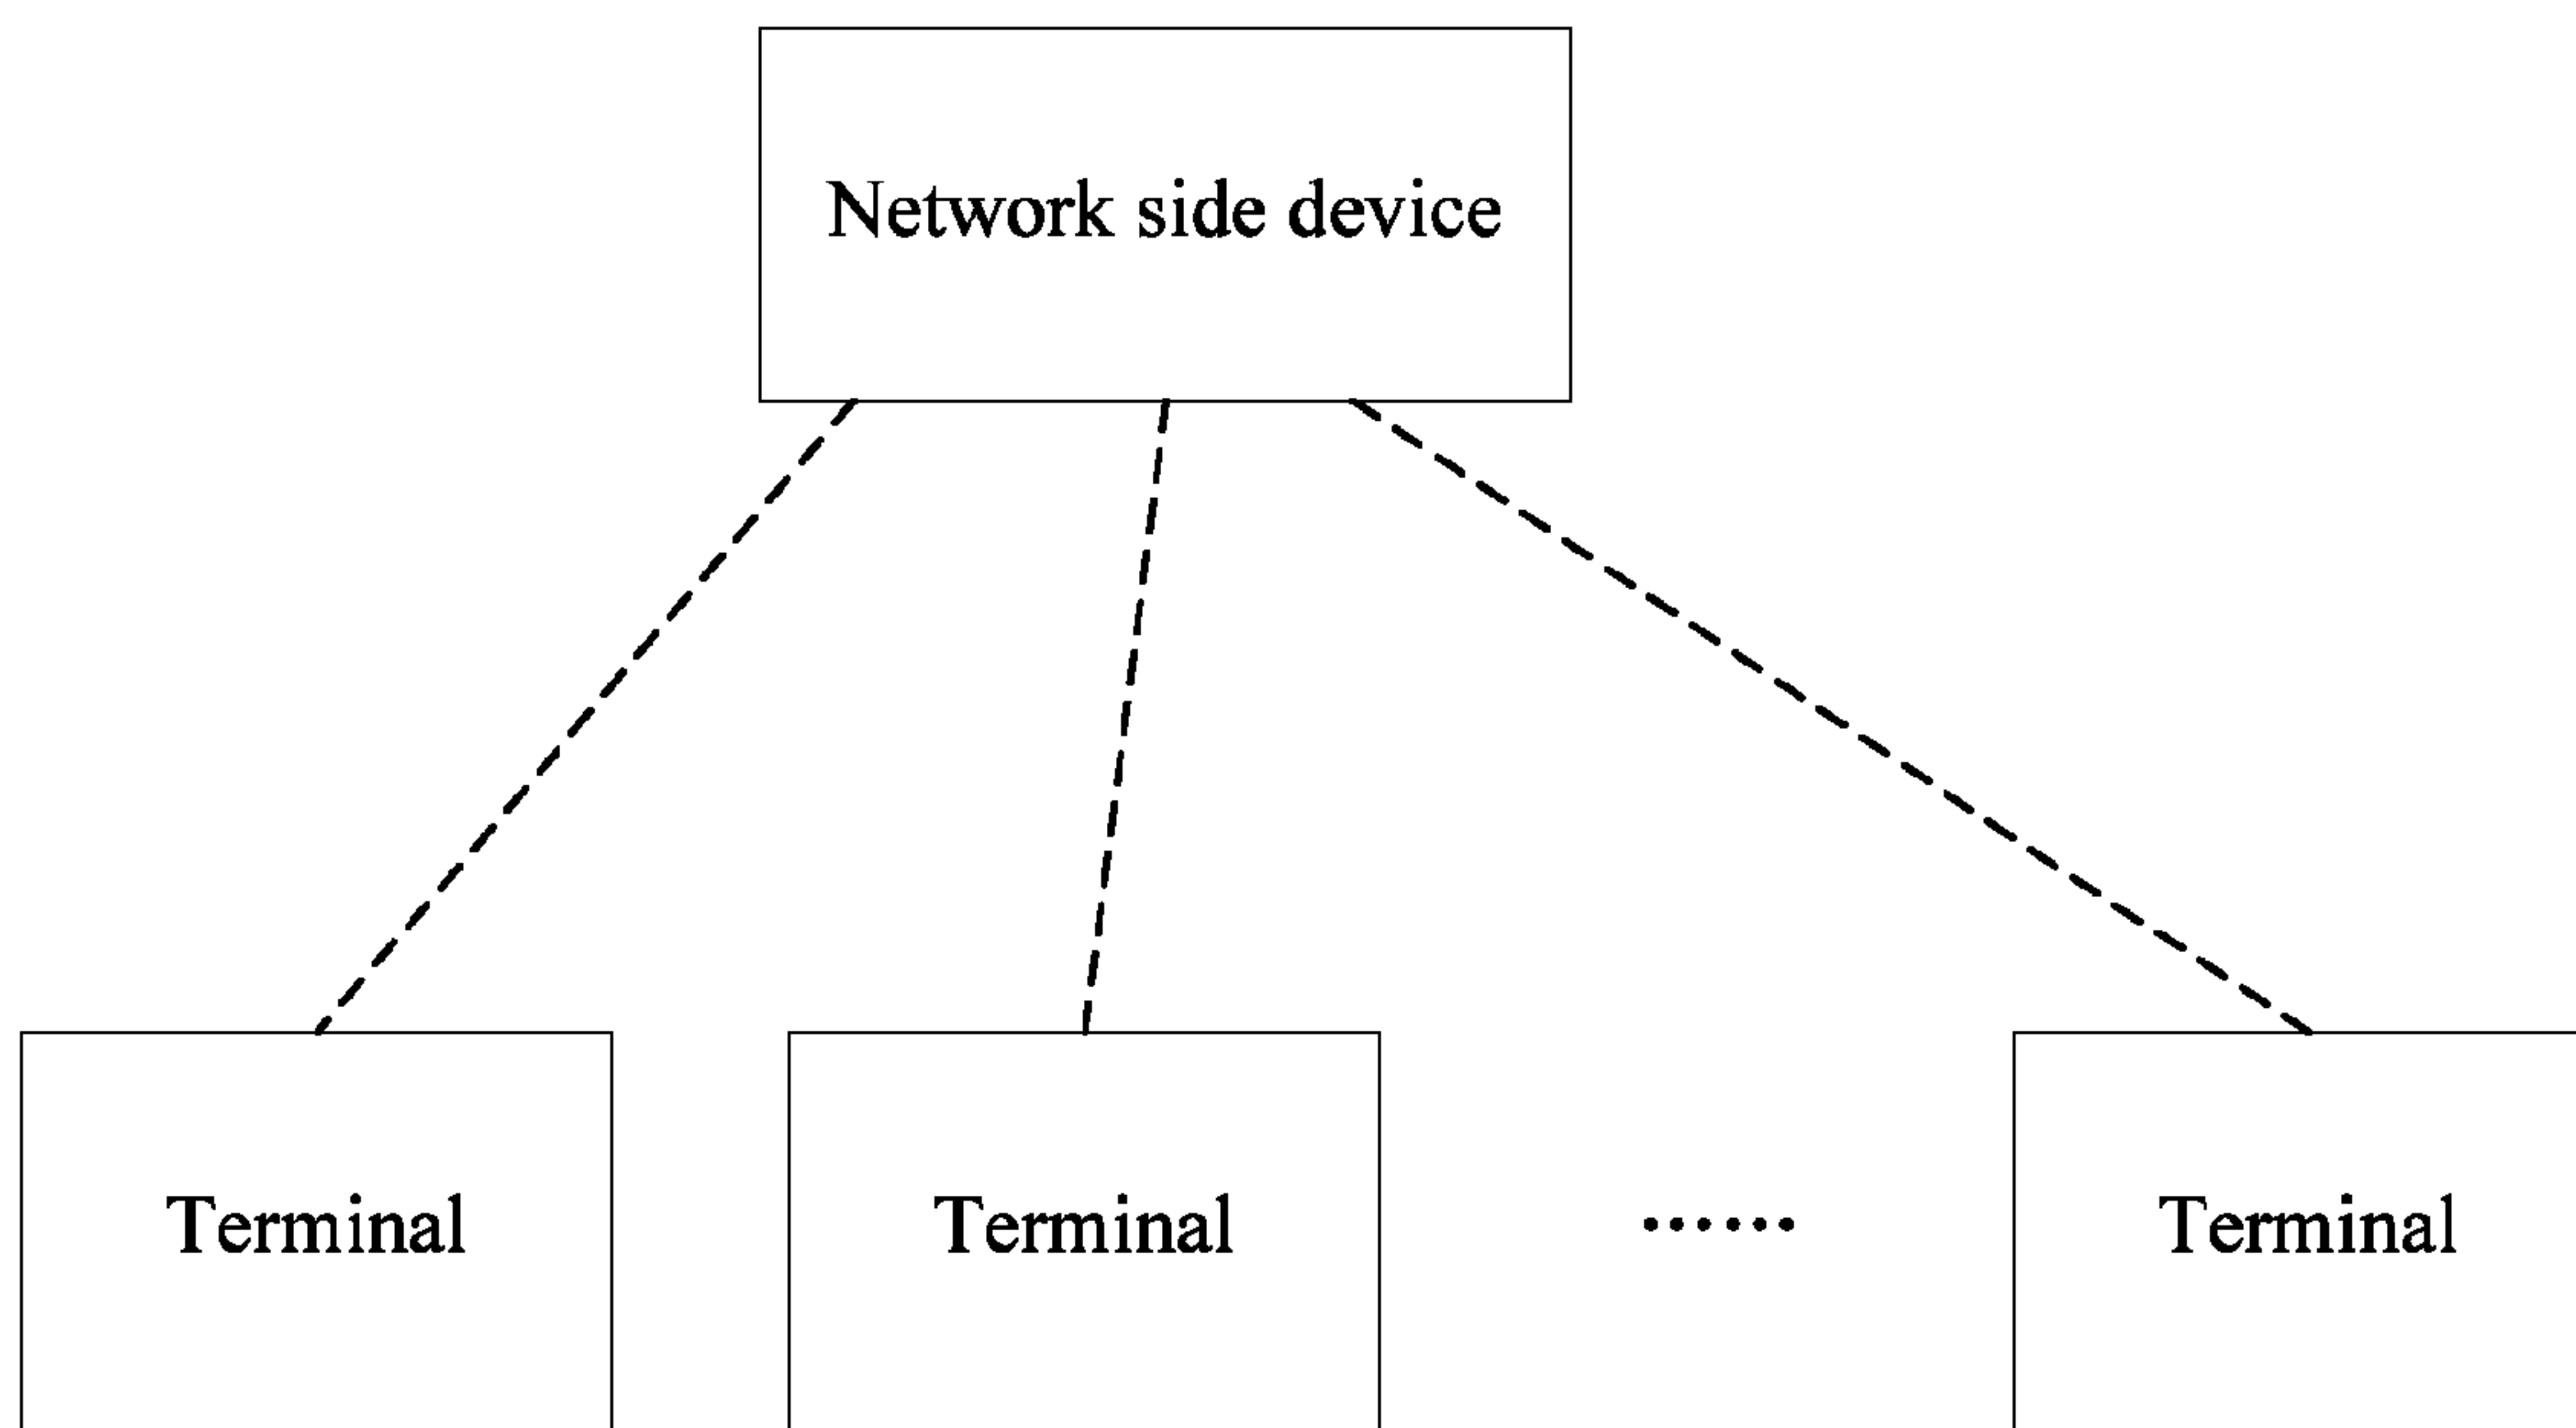 Network side device
Terminal Terminal ...... Terminal